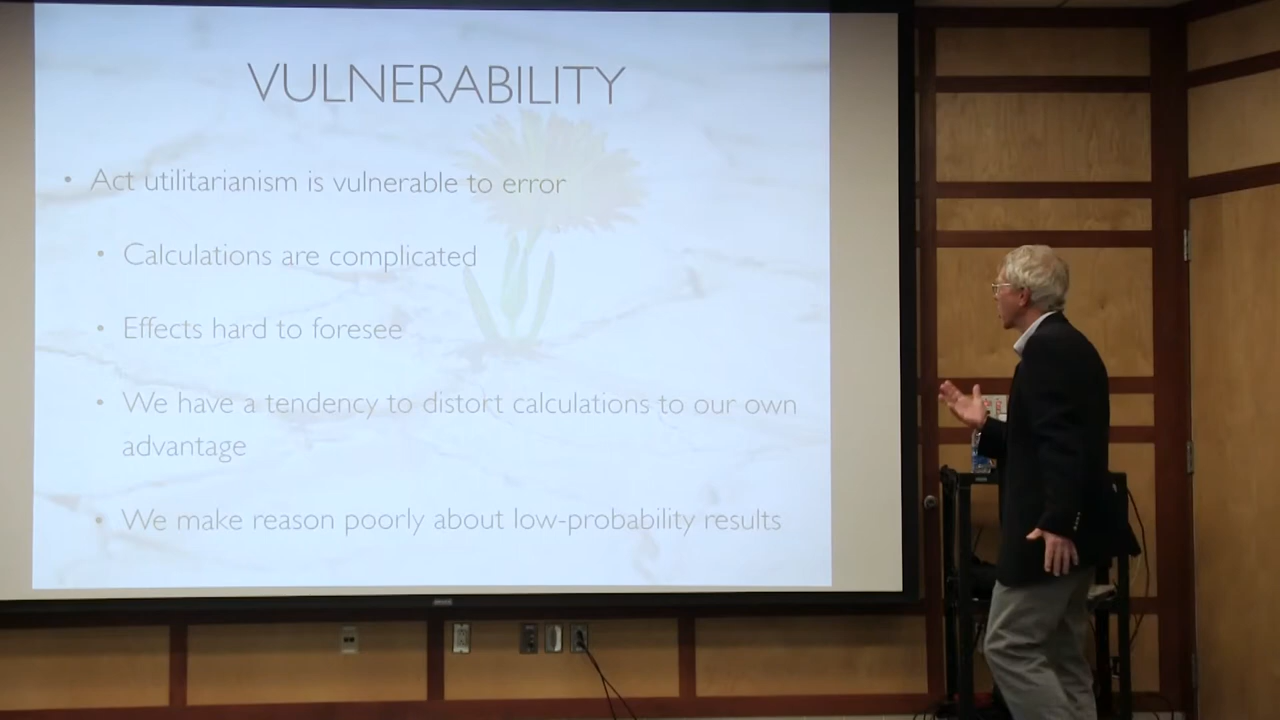 VULNERABILITY
• Act utilitarianism is vulnerable to error
• Calculations are complicated
• Effects hard to foresee
• We have a tendency to distort calculations to our own
advantage
• We make reason poorly about low-probability results